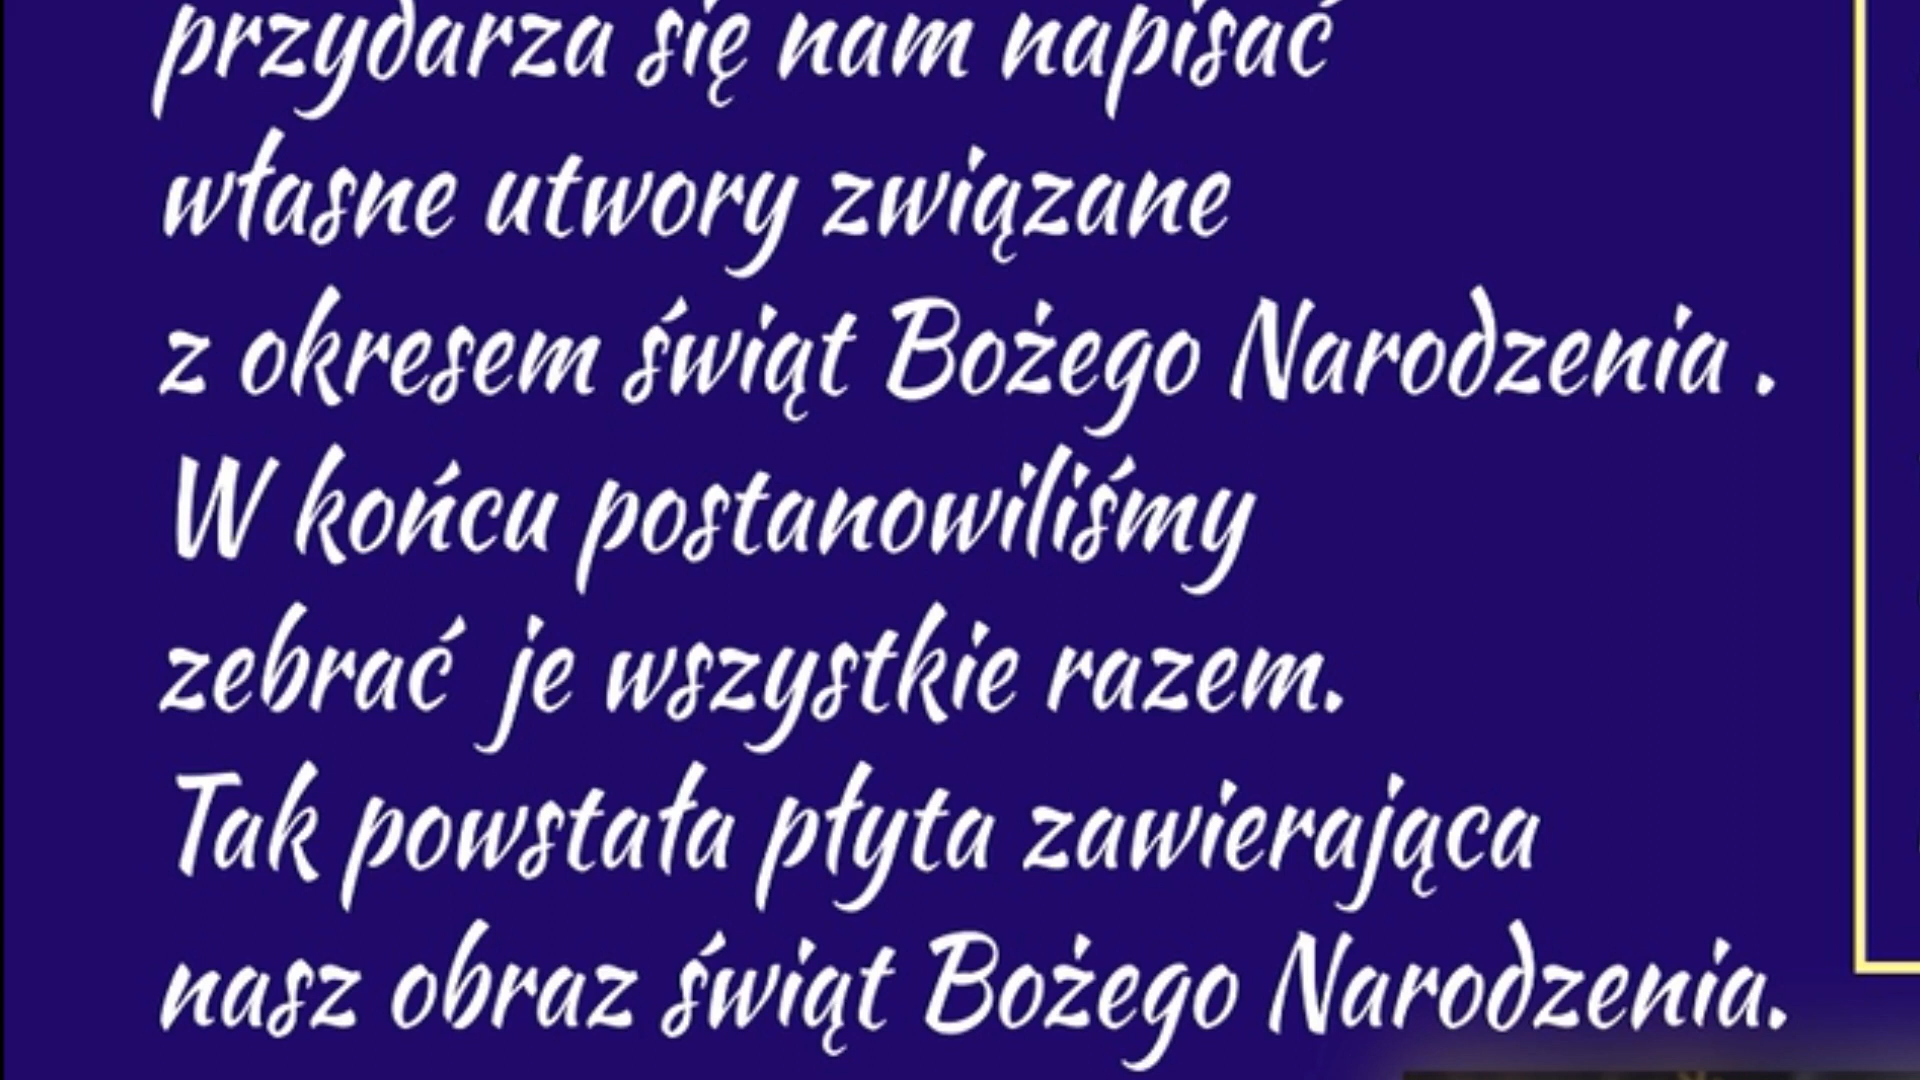 przydarza się nam napisać
własne utwory związane
z okresem świąt Bożego Narodzenia .
W końcu postanowiliśmy
zebrać je wszystkie razem.
Tak powstała płyta zawierająca
nasz obraz świąt Bożego Narodzenia.